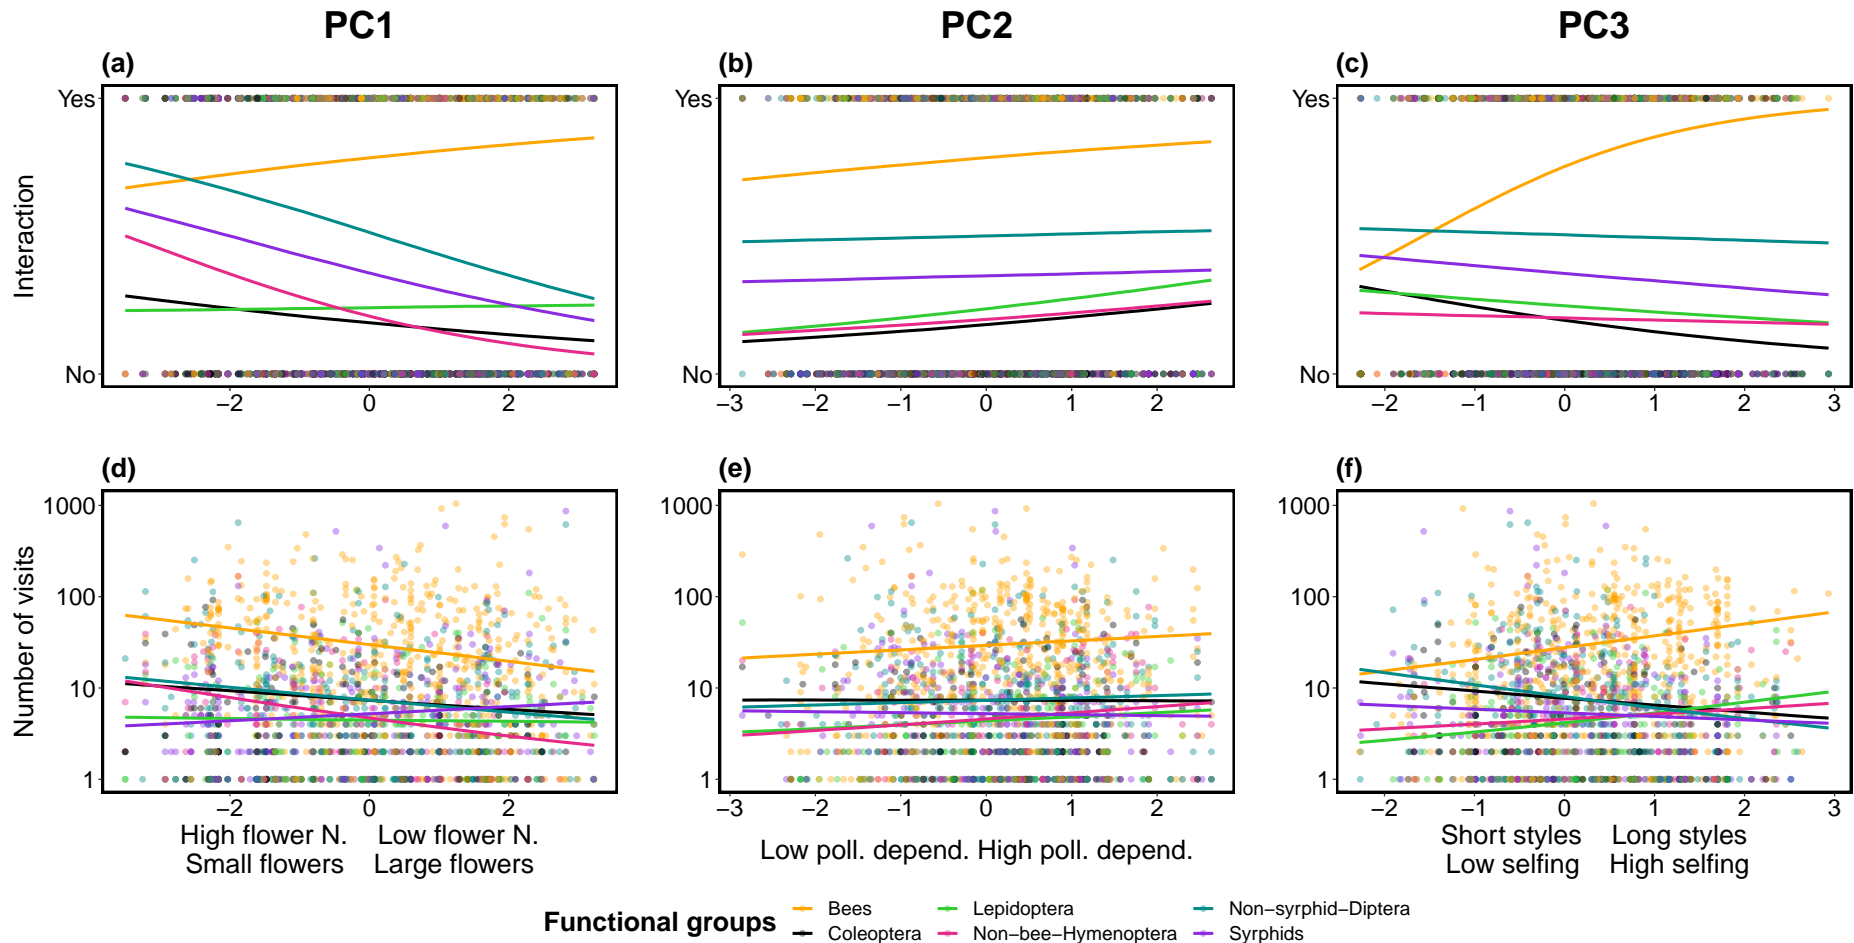 PC1 PC2 PC3
(a) (b) (c)
Interaction
Yes
No
−2 0 2
Yes
No
−3 −2 −1 0 1 2
Yes
No
−2 −1 0 1 2 3
(d) (e) (f)
Number of visits
1000
100
10
1
−2 0 2
High flower N. Low flower N.
Small flowers Large flowers
1000
100
10
1
−3 −2 −1 0 1 2
Low poll. depend. High poll. depend.
1000
100
10
1
−2 −1 0 1 2 3
Short styles Long styles
Low selfing High selfing
Functional groups
Bees Lepidoptera Non−syrphid−Diptera
Coleoptera Non−bee−Hymenoptera Syrphids